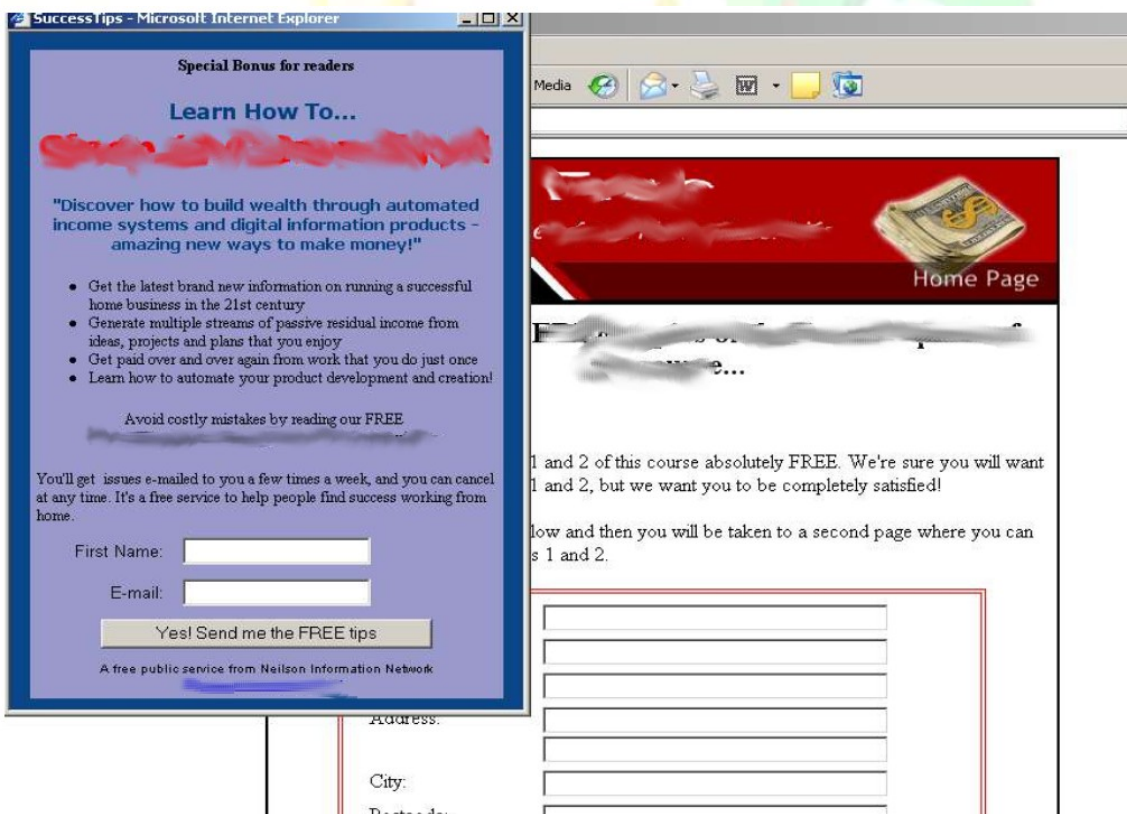 SuccessTips - Microsoft Internet Explorer
Special Bonus for readers
Learn How To...
"Discover how to build wealth through automated
income systems and digital information products -
amazing new ways to make money!"
Get the latest brand new information on running a successful
home business in the 21st century
Generate multiple streams of passive residual income from
ideas, projects and plans that you enjoy
Get paid over and over again from work that you do just once
Learn how to automate your product development and creation!
Avoid costly mistakes by reading our FREE
You'll get issues e-mailed to you a few times a week, and you can cancel
at any time. It's a free service to help people find success working from
home.
First Name:
E-mail:
Yes! Send me the FREE tips
A free public service from Neilson Information Network
Media
Home Page
1 and 2 of this course absolutely FREE. We're sure you will want
1 and 2, but we want you to be completely satisfied!
low and then you will be taken to a second page where you can
s 1 and 2.
Address:
City: